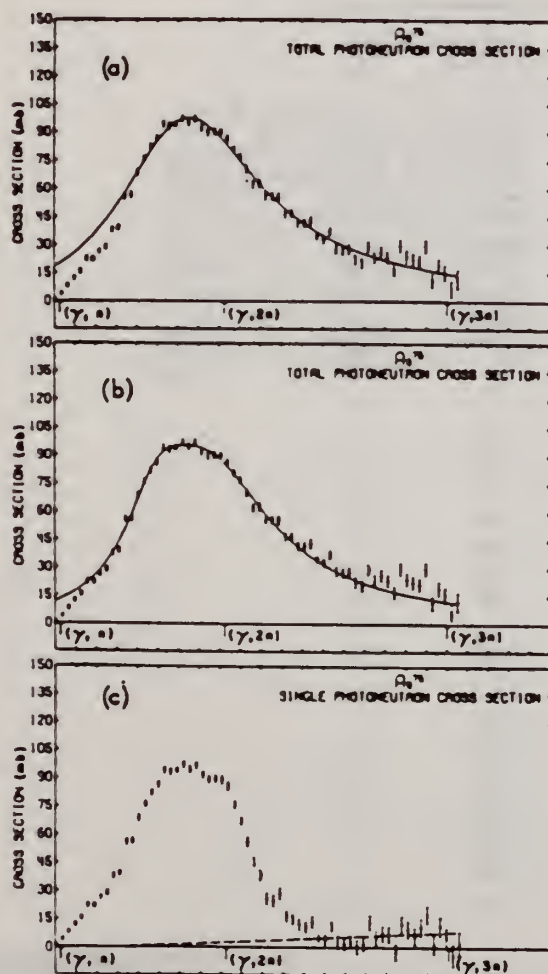 150
135
120
105
90
75
60
45
30
15
0
CROSS SECTION (mb)
(a)
As75
TOTAL PHOTONEUTRON CROSS SECTION
(γ, n)
(γ,2n)
(γ,3n)
150
135
120
105
90
75
60
45
30
15
0
CROSS SECTION (mb)
(b)
As75
TOTAL PHOTONEUTRON CROSS SECTION
(γ, n)
(γ,2n)
(γ,3n)
150
135
120
105
90
75
60
45
30
15
0
CROSS SECTION (mb)
(c)
As75
SINGLE PHOTONEUTRON CROSS SECTION
(γ, n)
(γ,2n)
(γ,3n)